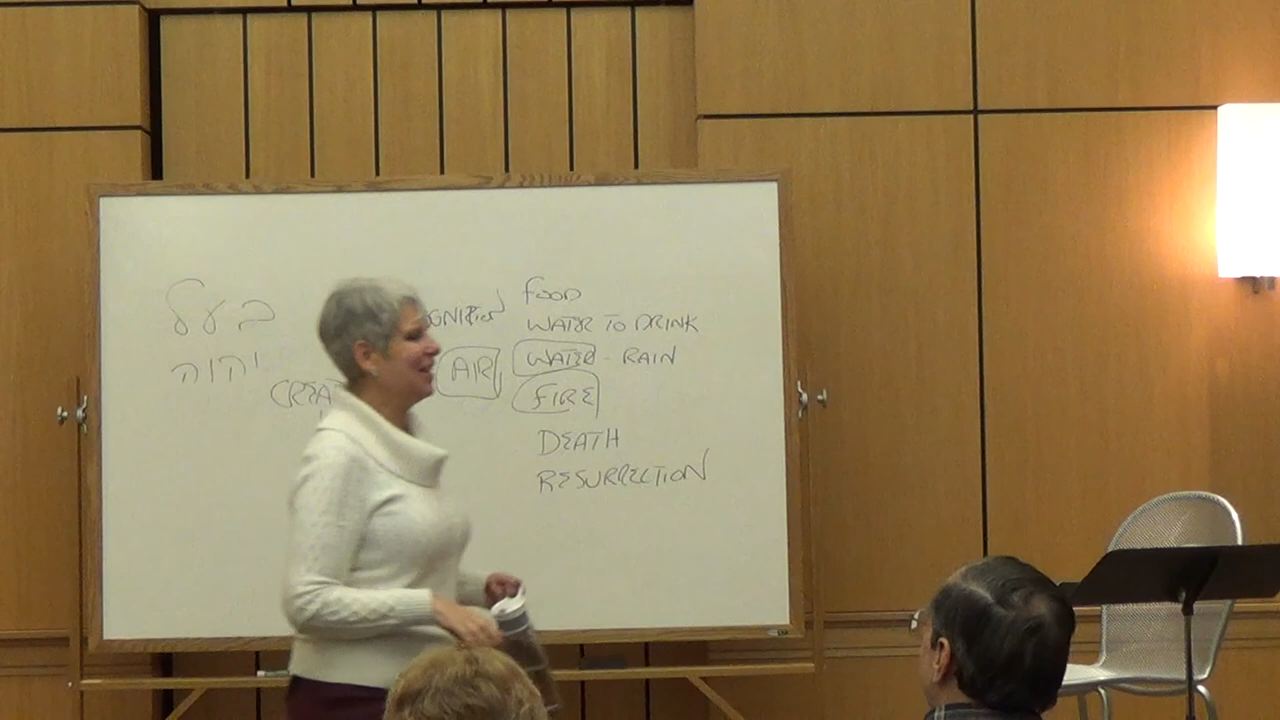 בעל
יהוה
FOOD
WATER TO DRINK
AIR WATER - RAIN
FIRE
DEATH
RESURRECTION